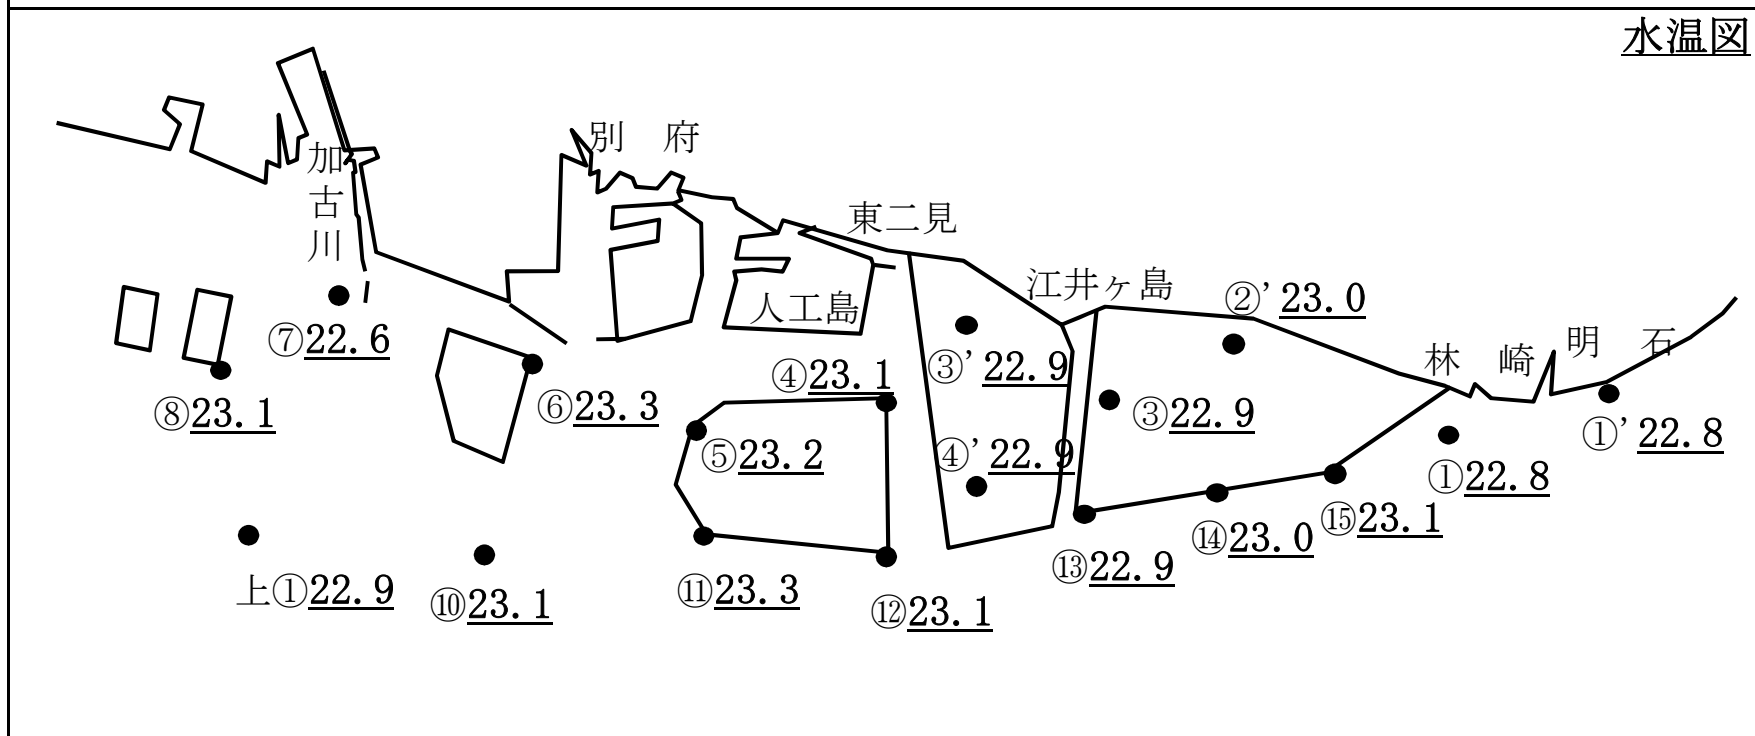 水温図
別 府
加古川
東二見
江井ヶ島
②’23.0
人工島
⑦22.6
③’22.9
林 崎 明 石
④23.1
⑧23.1
⑥23.3
③22.9
①’22.8
⑤23.2
④’22.9
①22.8
⑮23.1
⑭23.0
⑬22.9
上①22.9
⑩23.1
⑪23.3
⑫23.1